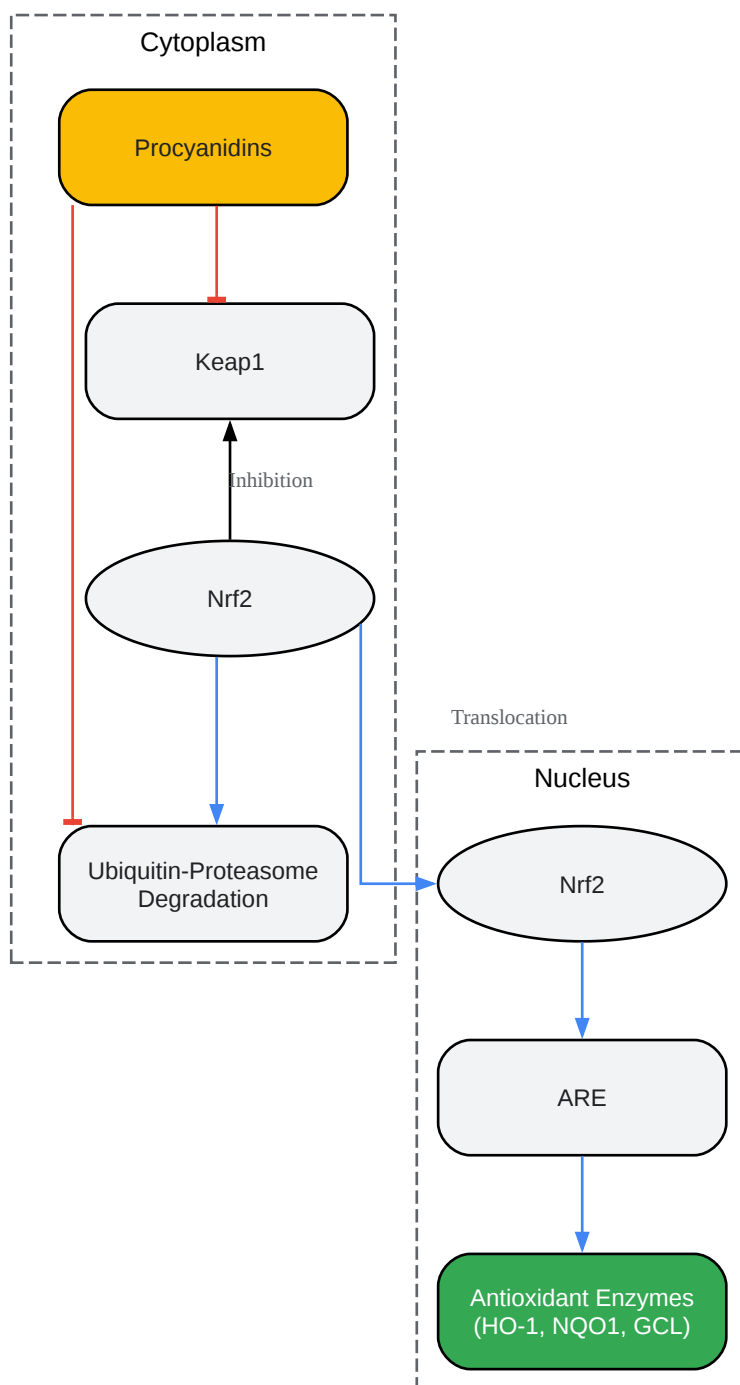 Cytoplasm
Procyanidins
Keap1
Inhibition
Nrf2
Translocation
Nucleus
Ubiquitin-Proteasome
Degradation
Nrf2
ARE
Antioxidant Enzymes
(HO-1, NQO1, GCL)